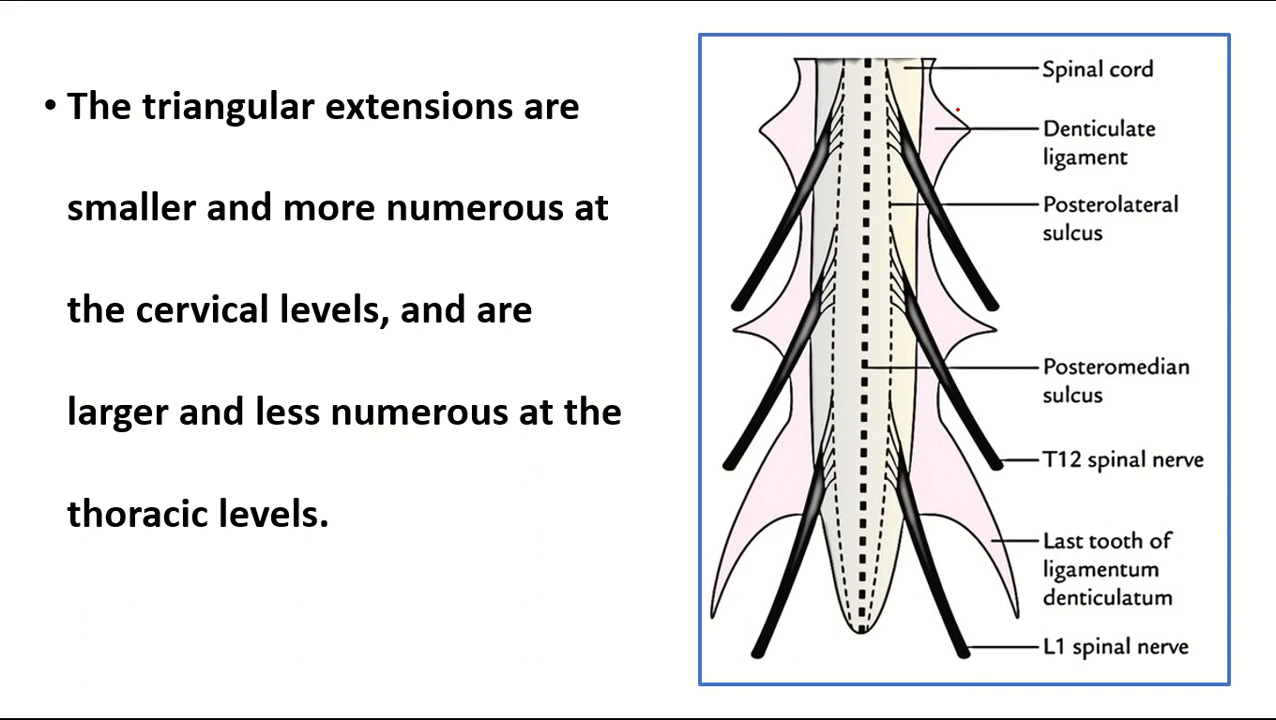 • The triangular extensions are
smaller and more numerous at
the cervical levels, and are
larger and less numerous at the
thoracic levels.
Spinal cord
Denticulate
ligament
Posterolateral
sulcus
Posteromedian
sulcus
T12 spinal nerve
Last tooth of
ligamentum
denticulatum
L1 spinal nerve